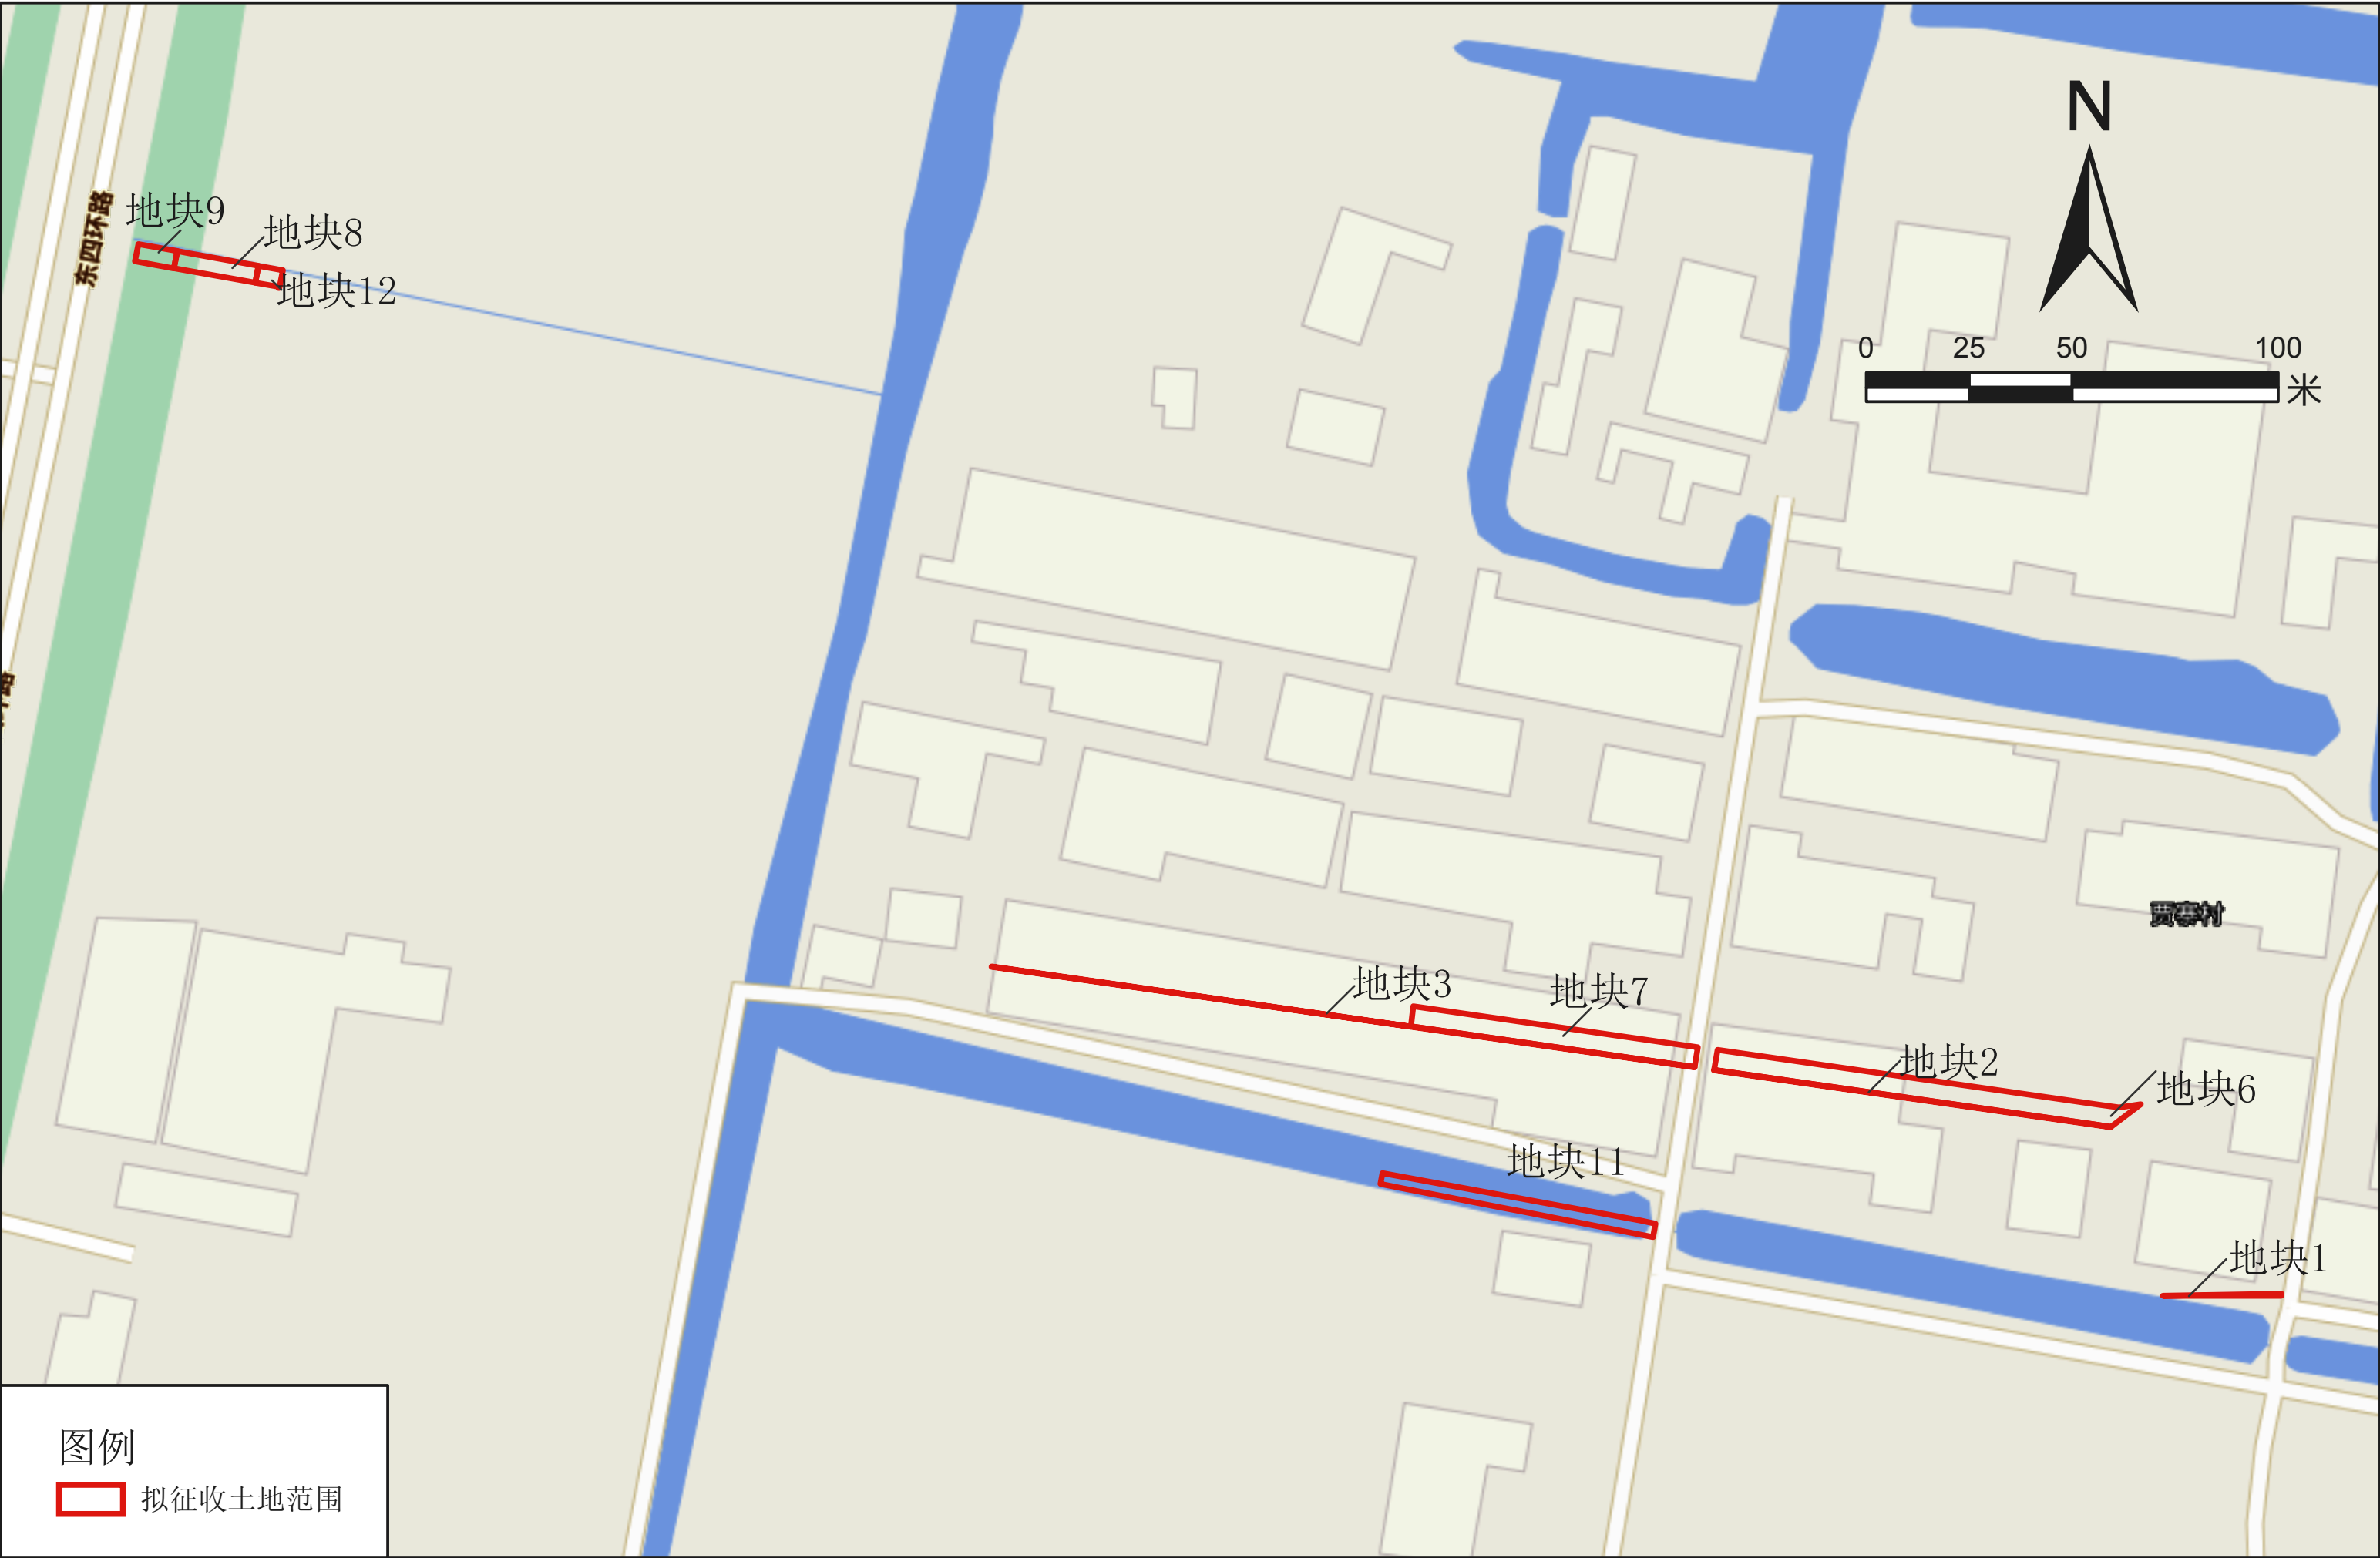 N
0 25 50 100
米
地块9
地块8
东四环路
地块12
路
贾寨村
地块3
地块7
地块2
地块6
地块11
地块1
图例
拟征收土地范围